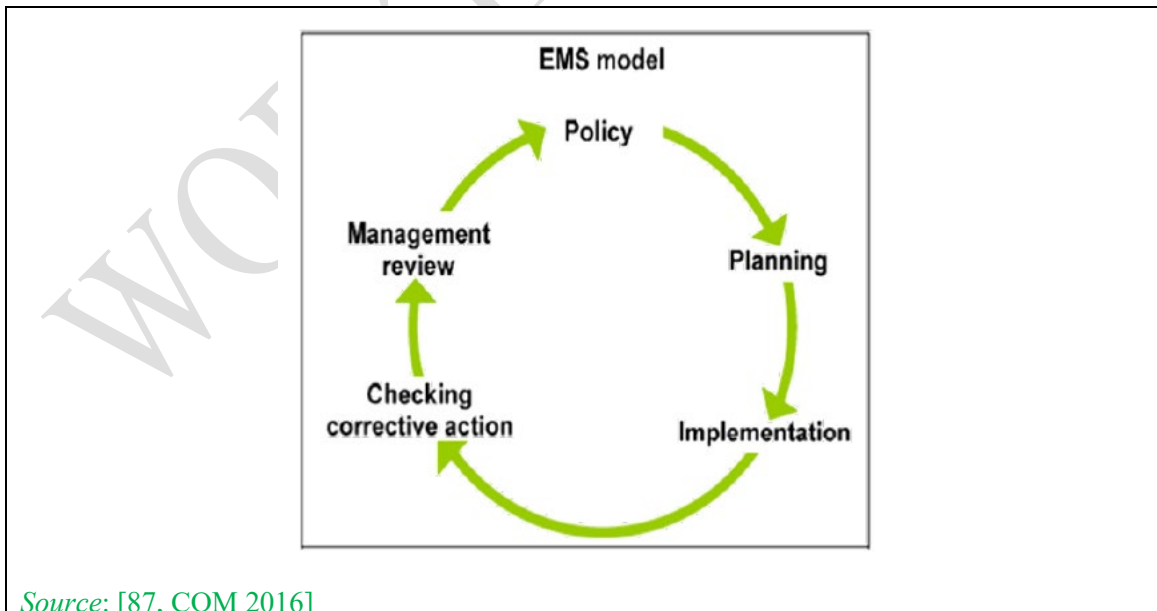 EMS model
Policy
Planning
Implementation
Checking
corrective action
Management
review
Source: [87, COM 2016]